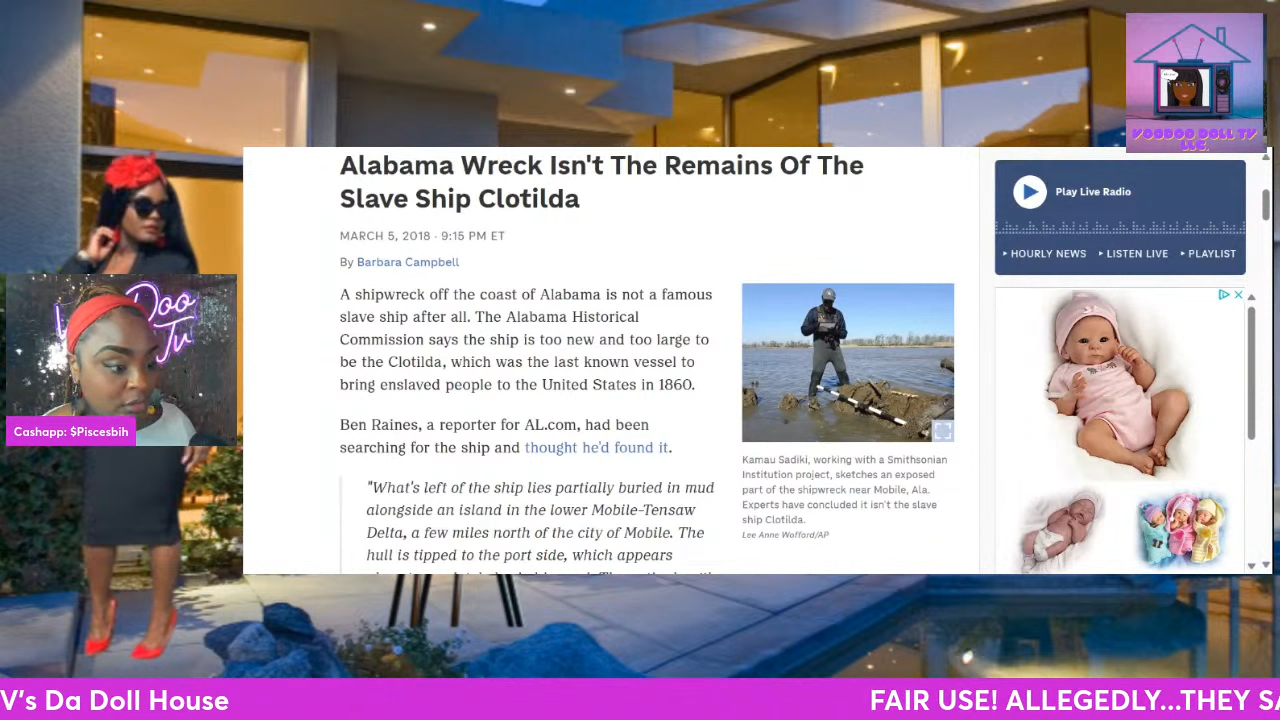 VOODOO DOLL TV
LLC.
Alabama Wreck Isn't The Remains Of The
Slave Ship Clotilda
MARCH 5, 2018 · 9:15 PM ET
By Barbara Campbell
A shipwreck off the coast of Alabama is not a famous
slave ship after all. The Alabama Historical
Commission says the ship is too new and too large to
be the Clotilda, which was the last known vessel to
bring enslaved people to the United States in 1860.
Ben Raines, a reporter for AL.com, had been
searching for the ship and thought he'd found it.
"What's left of the ship lies partially buried in mud
alongside an island in the lower Mobile-Tensaw
Delta, a few miles north of the city of Mobile. The
hull is tipped to the port side, which appears
Kamau Sadiki, working with a Smithsonian
Institution project, sketches an exposed
part of the shipwreck near Mobile, Ala.
Experts have concluded it isn't the slave
ship Clotilda.
Lee Anne Wofford/AP
Play Live Radio
HOURLY NEWS LISTEN LIVE PLAYLIST
Doo
Tv
Cashapp: $Piscesbih
V's Da Doll House
FAIR USE! ALLEGEDLY...THEY SA